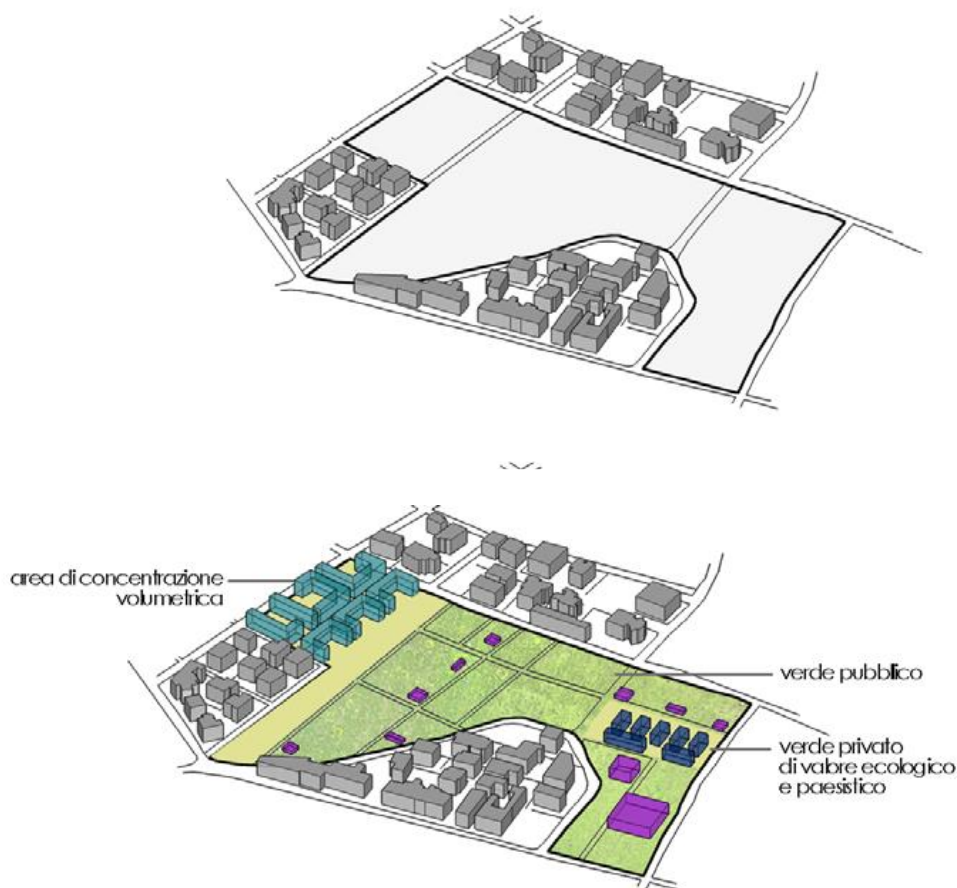 area di concentrazione
volumetrica
verde pubblico
verde privato
di valore ecologico
e paesistico